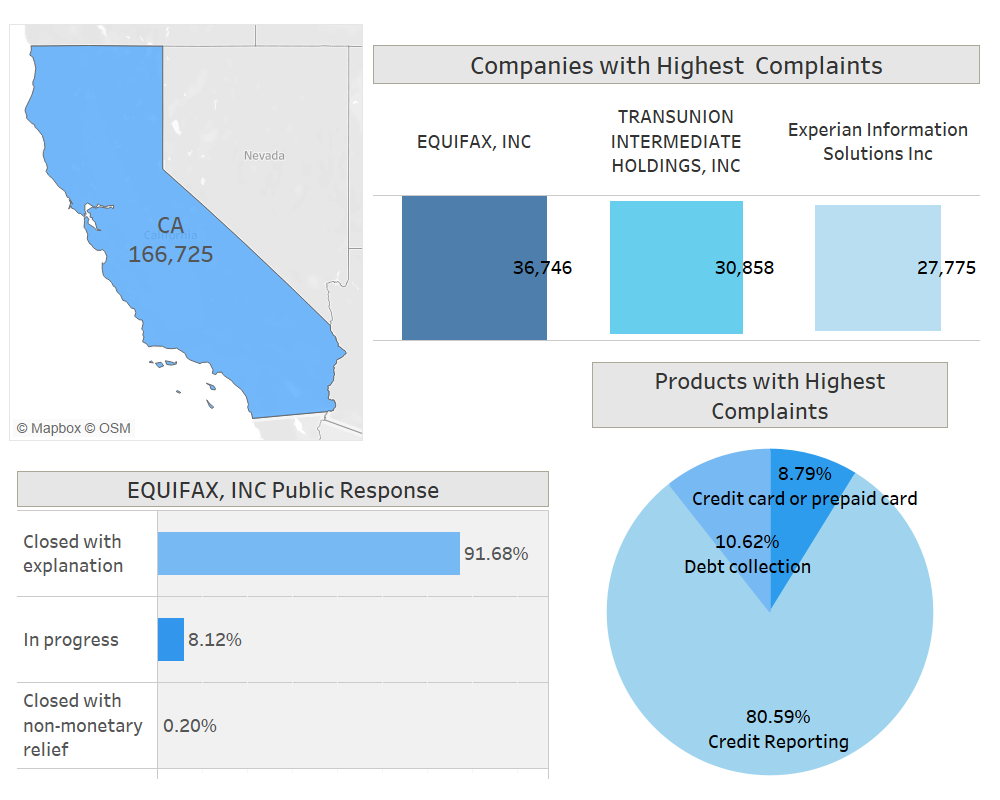 Nevada
CA
California
166,725
© Mapbox © OSM
Companies with Highest Complaints
EQUIFAX, INC
TRANSUNION
INTERMEDIATE
HOLDINGS, INC
Experian Information
Solutions Inc
36,746
30,858
27,775
Products with Highest
Complaints
8.79%
Credit card or prepaid card
10.62%
Debt collection
80.59%
Credit Reporting
EQUIFAX, INC Public Response
Closed with
explanation
91.68%
In progress
8.12%
Closed with
non-monetary
relief
0.20%